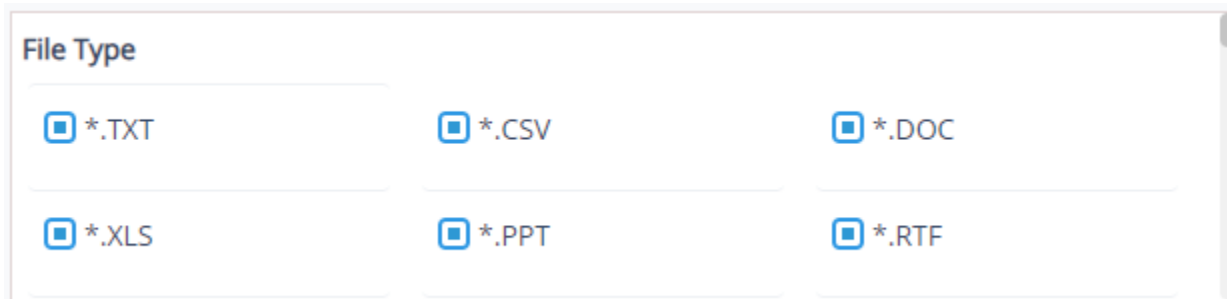 File Type
*.TXT *.CSV *.DOC
*.XLS *.PPT *.RTF